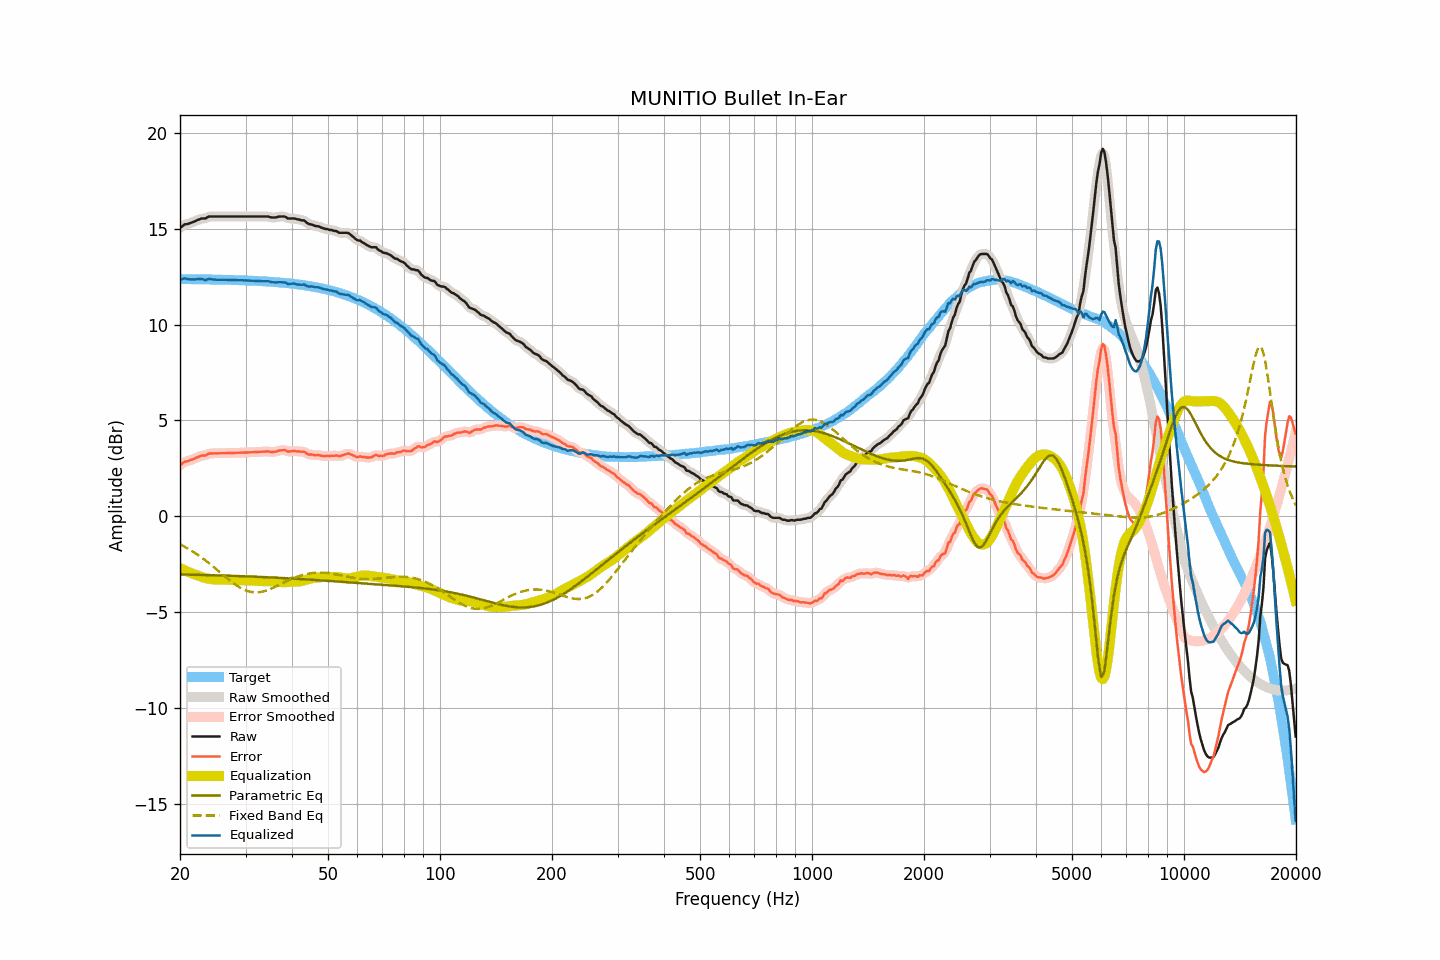 MUNITIO Bullet In-Ear
20
15
10
5
0
−5
−10
−15
Amplitude (dBr)
Target
Raw Smoothed
Error Smoothed
Raw
Error
Equalization
Parametric Eq
Fixed Band Eq
Equalized
20 50 100 200 500 1000 2000 5000 10000 20000
Frequency (Hz)